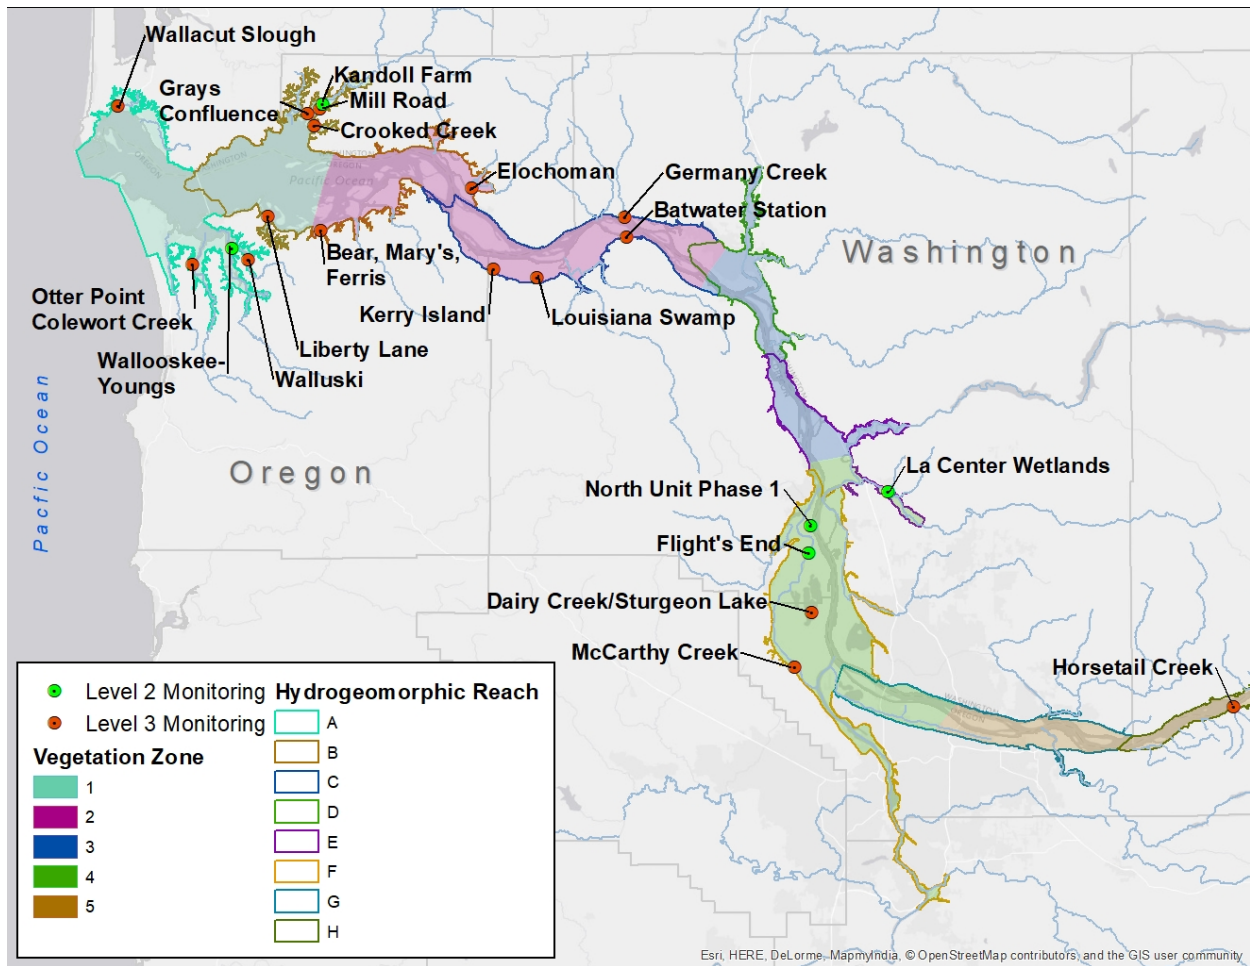 Wallacut Slough
Kandoll Farm
Grays
Confluence
Mill Road
Crooked Creek
Elochoman
Germany Creek
Batwater Station
Washington
Pacific Ocean
Bear, Mary's,
Ferris
Otter Point
Colewort Creek
Kerry Island
Louisiana Swamp
Liberty Lane
Wallooskee-
Youngs
Walluski
Pacfic Ocean
Oregon
La Center Wetlands
North Unit Phase 1
Flight's End
Dairy Creek/Sturgeon Lake
McCarthy Creek
Horsetail Creek
WASHINGTON
OREGON
Level 2 Monitoring
Level 3 Monitoring
Vegetation Zone
1
2
3
4
5
Hydrogeomorphic Reach
A
B
C
D
E
F
G
H
Esri, HERE, DeLorme, MapmyIndia, © OpenStreetMap contributors, and the GIS user community